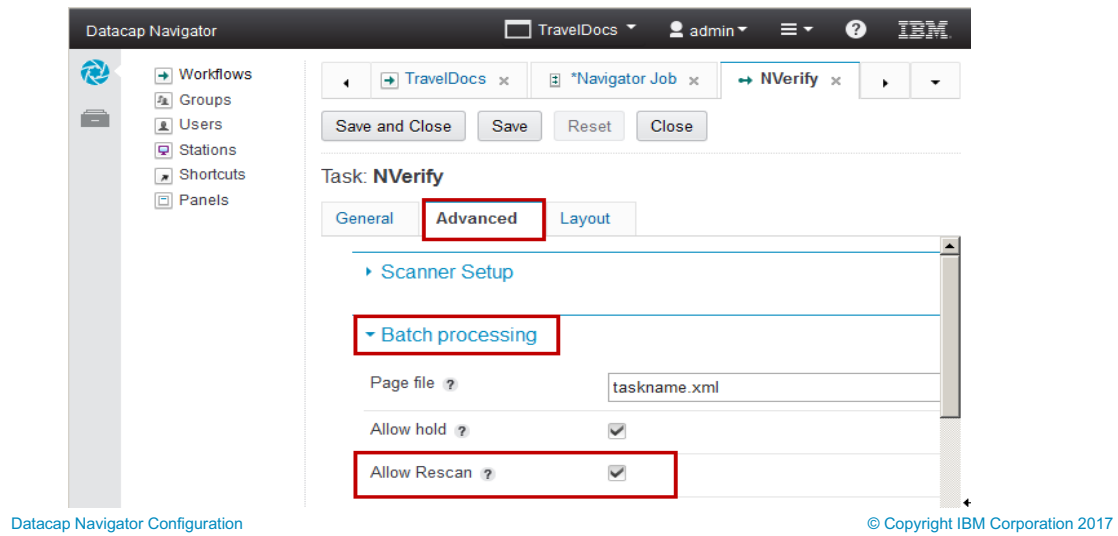 Datacap Navigator TravelDocs admin ? IBM.
Workflows
Groups
Users
Stations
Shortcuts
Panels
TravelDocs x *Navigator Job x NVerify x
Save and Close Save Reset Close
Task: NVerify
General Advanced Layout
Scanner Setup
Batch processing
Page file ? taskname.xml
Allow hold ?
Allow Rescan ?
Datacap Navigator Configuration © Copyright IBM Corporation 2017